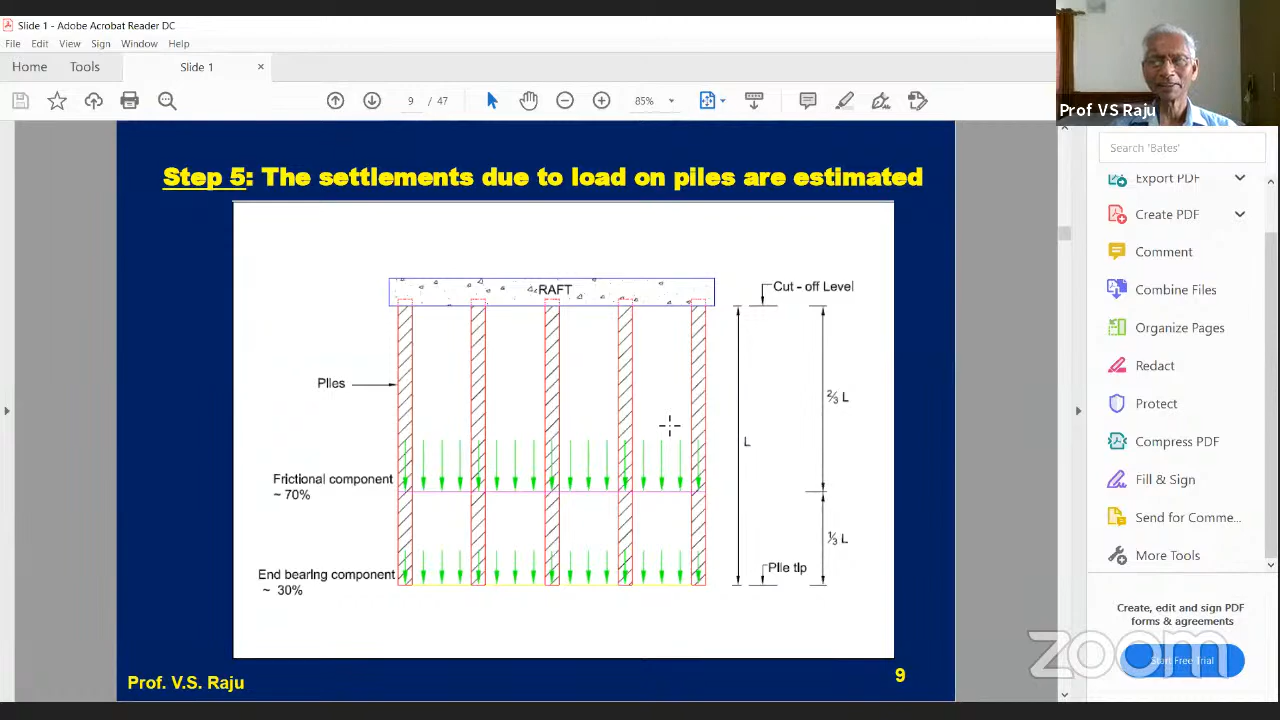 Slide 1 - Adobe Acrobat Reader DC
File Edit View Sign Window Help
Home Tools Slide 1 ×
9 / 47 85%
Prof VS Raju
Search 'Bates'
Export PDF
Create PDF
Comment
Combine Files
Organize Pages
Redact
Protect
Compress PDF
Fill & Sign
Send for Comme...
More Tools
Create, edit and sign PDF
forms & agreements
Start Free Trial
zoom
Step 5: The settlements due to load on piles are estimated
RAFT
Cut - off Level
Piles
⅔ L
L
Frictional component
~ 70%
⅓ L
End bearing component
~ 30%
Pile tip
Prof. V.S. Raju
9